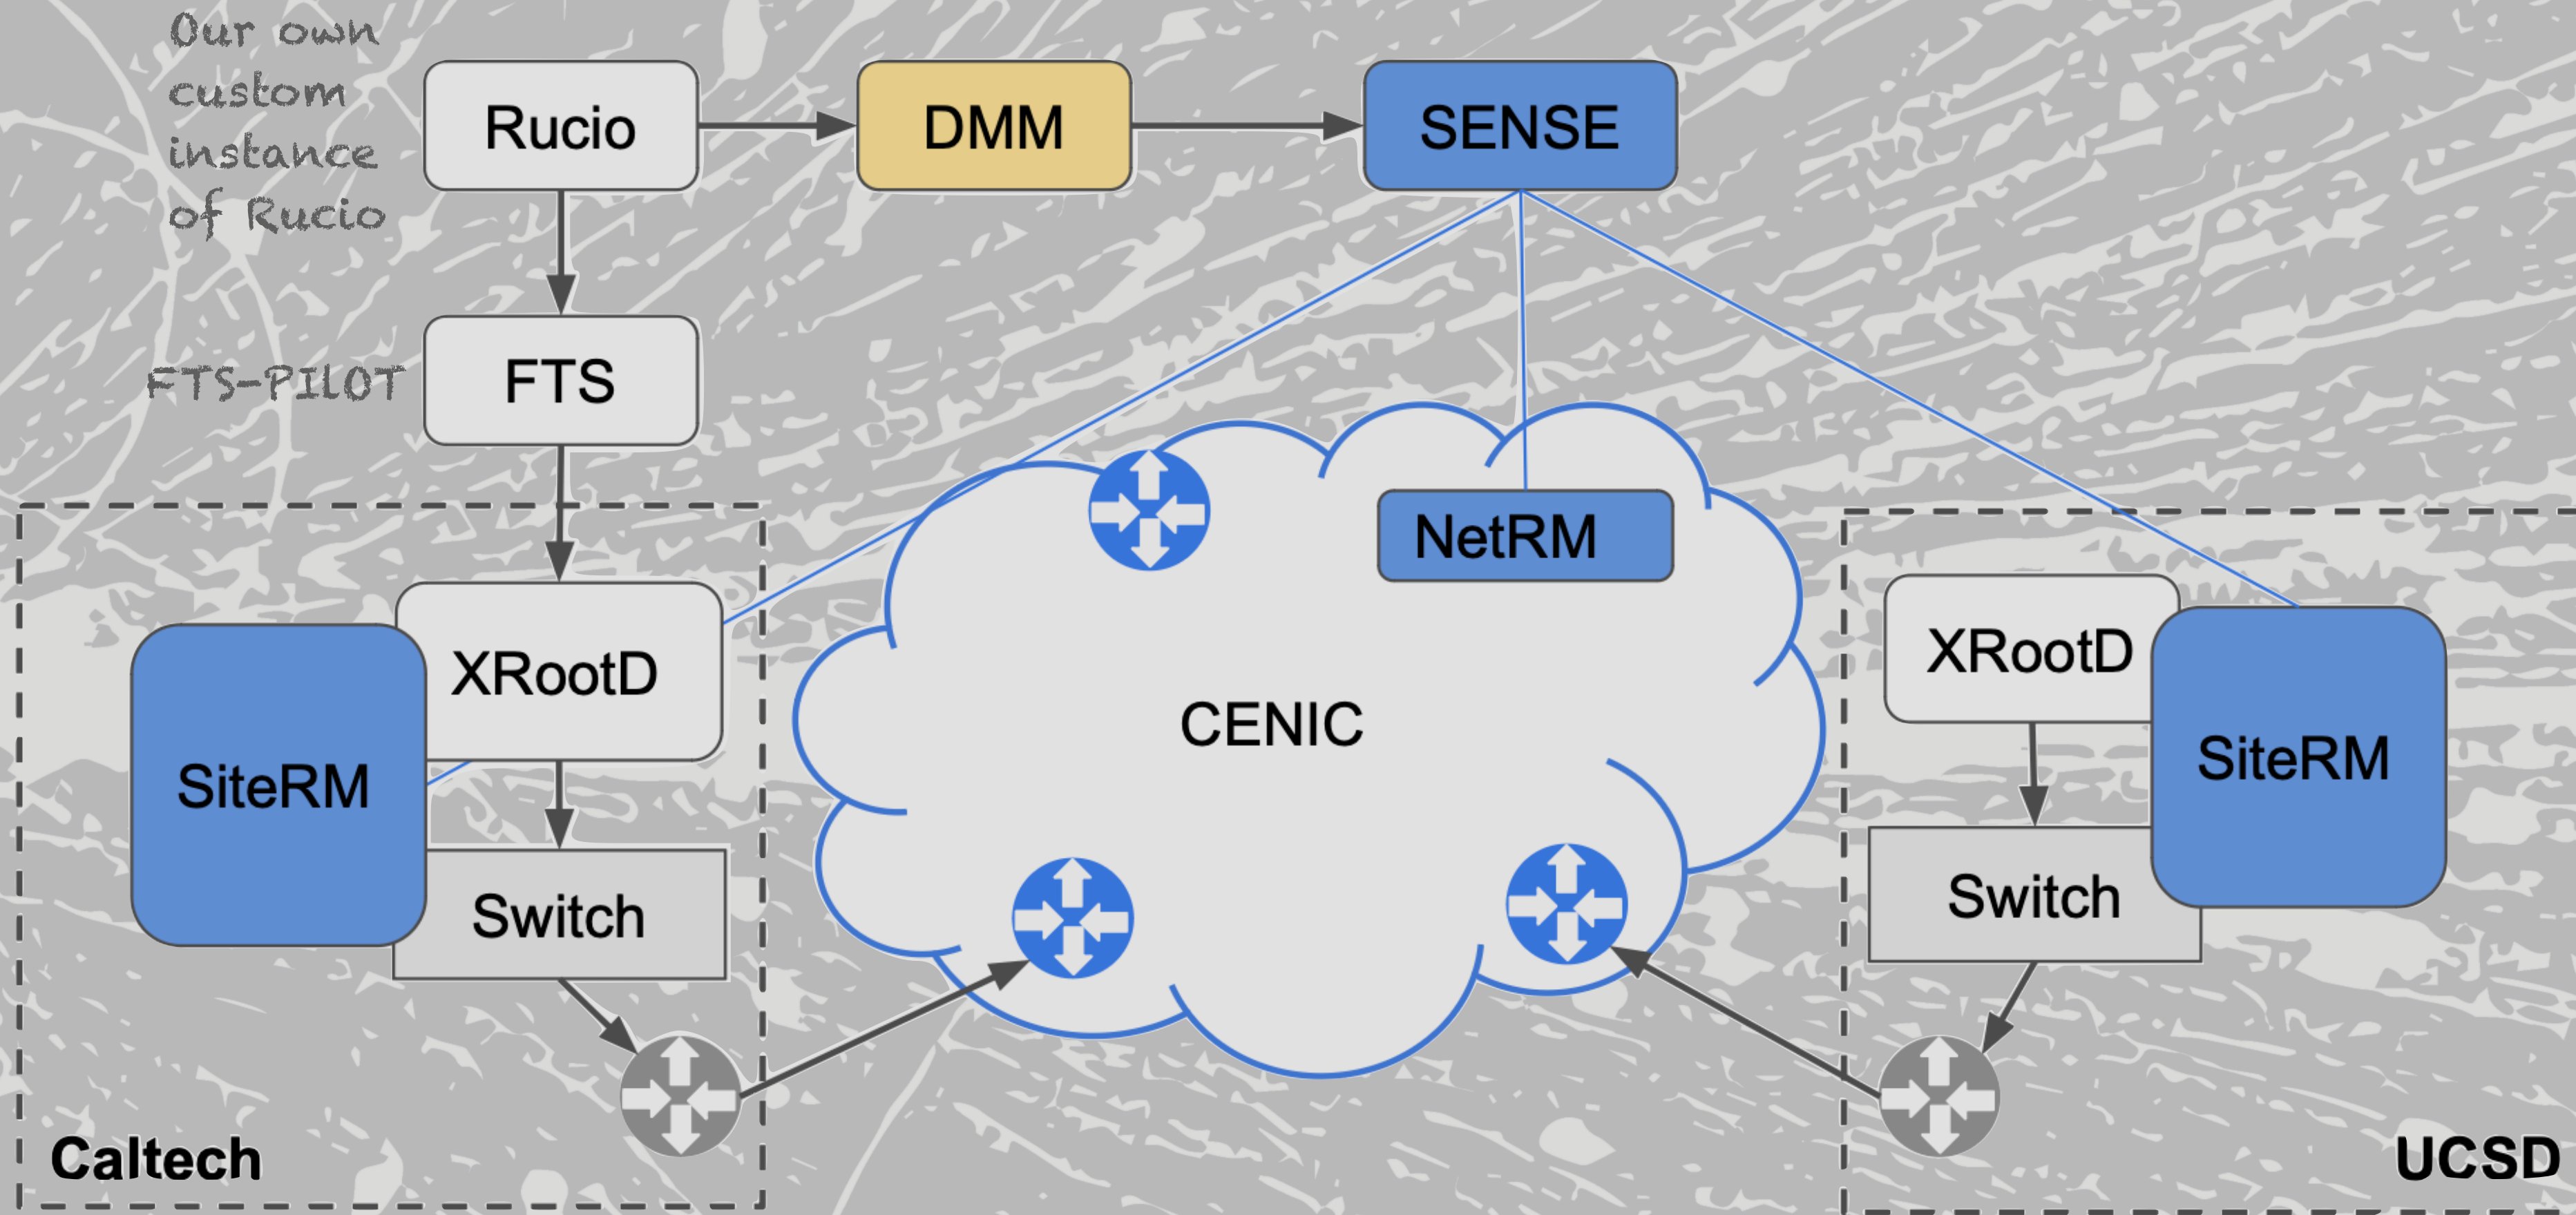 Our own
custom
instance
of Rucio
Rucio
DMM
SENSE
FTS-PILOT
FTS
NetRM
XRootD
SiteRM
Switch
Caltech
CENIC
XRootD
SiteRM
Switch
UCSD